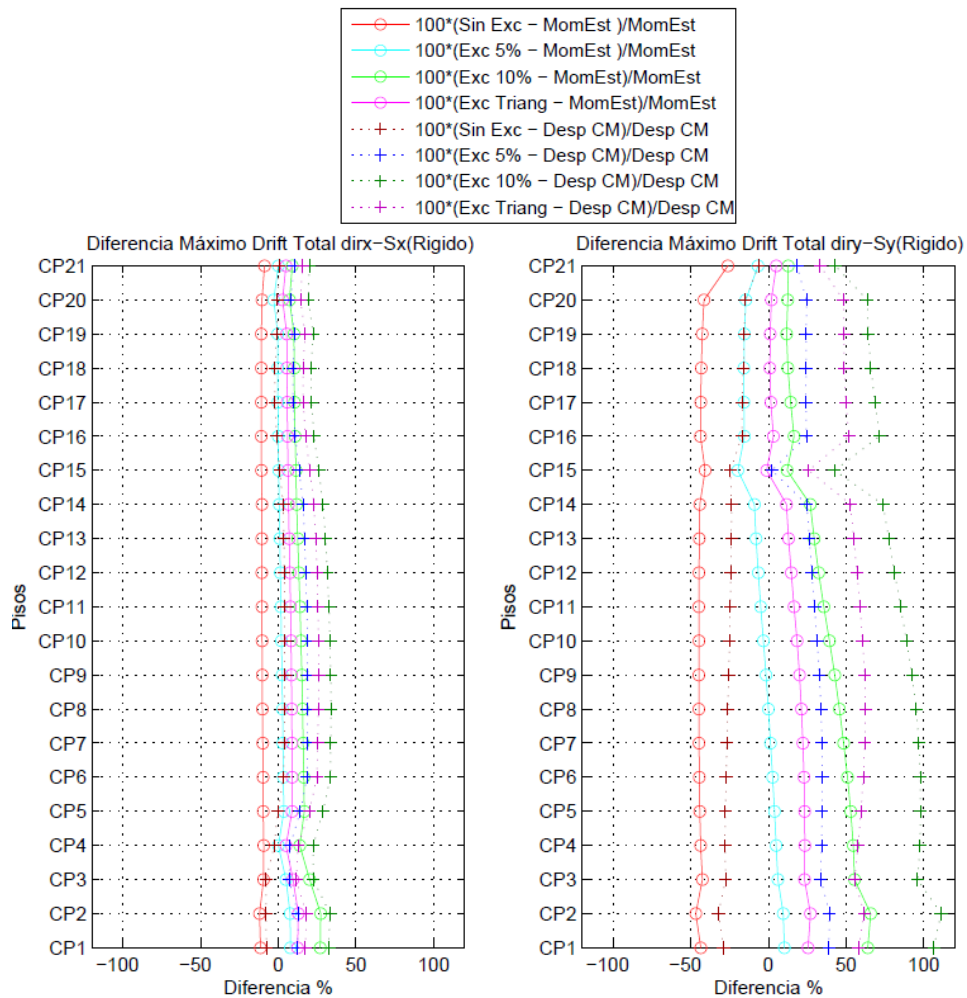 100*(Sin Exc − MomEst )/MomEst
100*(Exc 5% − MomEst )/MomEst
100*(Exc 10% − MomEst)/MomEst
100*(Exc Triang − MomEst)/MomEst
100*(Sin Exc − Desp CM)/Desp CM
100*(Exc 5% − Desp CM)/Desp CM
100*(Exc 10% − Desp CM)/Desp CM
100*(Exc Triang − Desp CM)/Desp CM
Diferencia Máximo Drift Total dirx−Sx(Rigido)
CP21
CP20
CP19
CP18
CP17
CP16
CP15
CP14
CP13
CP12
CP11
CP10
CP9
CP8
CP7
CP6
CP5
CP4
CP3
CP2
CP1
Pisos
−100 −50 0 50 100
Diferencia %
Diferencia Máximo Drift Total diry−Sy(Rigido)
CP21
CP20
CP19
CP18
CP17
CP16
CP15
CP14
CP13
CP12
CP11
CP10
CP9
CP8
CP7
CP6
CP5
CP4
CP3
CP2
CP1
Pisos
−100 −50 0 50 100
Diferencia %